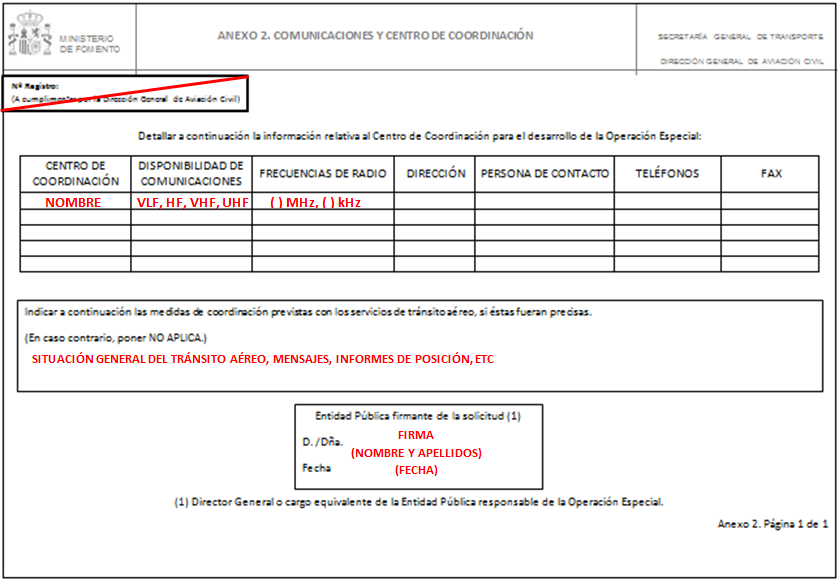 MINISTERIO
DE FOMENTO
ANEXO 2. COMUNICACIONES Y CENTRO DE COORDINACIÓN
SECRETARÍA GENERAL DE TRANSPORTE
DIRECCIÓN GENERAL DE AVIACIÓN CIVIL
Nº Registro:
(A cumplimentar por la Dirección General de Aviación Civil)
Detallar a continuación la información relativa al Centro de Coordinación para el desarrollo de la Operación Especial:
CENTRO DE COORDINACIÓN
DISPONIBILIDAD DE COMUNICACIONES
FRECUENCIAS DE RADIO
DIRECCIÓN
PERSONA DE CONTACTO
TELÉFONOS
FAX
NOMBRE
VLF, HF, VHF, UHF
( ) MHz, ( ) kHz
Indicar a continuación las medidas de coordinación previstas con los servicios de tránsito aéreo, si éstas fueran precisas.
(En caso contrario, poner NO APLICA.)
SITUACIÓN GENERAL DEL TRÁNSITO AÉREO, MENSAJES, INFORMES DE POSICIÓN, ETC
Entidad Pública firmante de la solicitud (1)
FIRMA
D. /Dña.
(NOMBRE Y APELLIDOS)
Fecha
(FECHA)
(1) Director General o cargo equivalente de la Entidad Pública responsable de la Operación Especial.
Anexo 2. Página 1 de 1